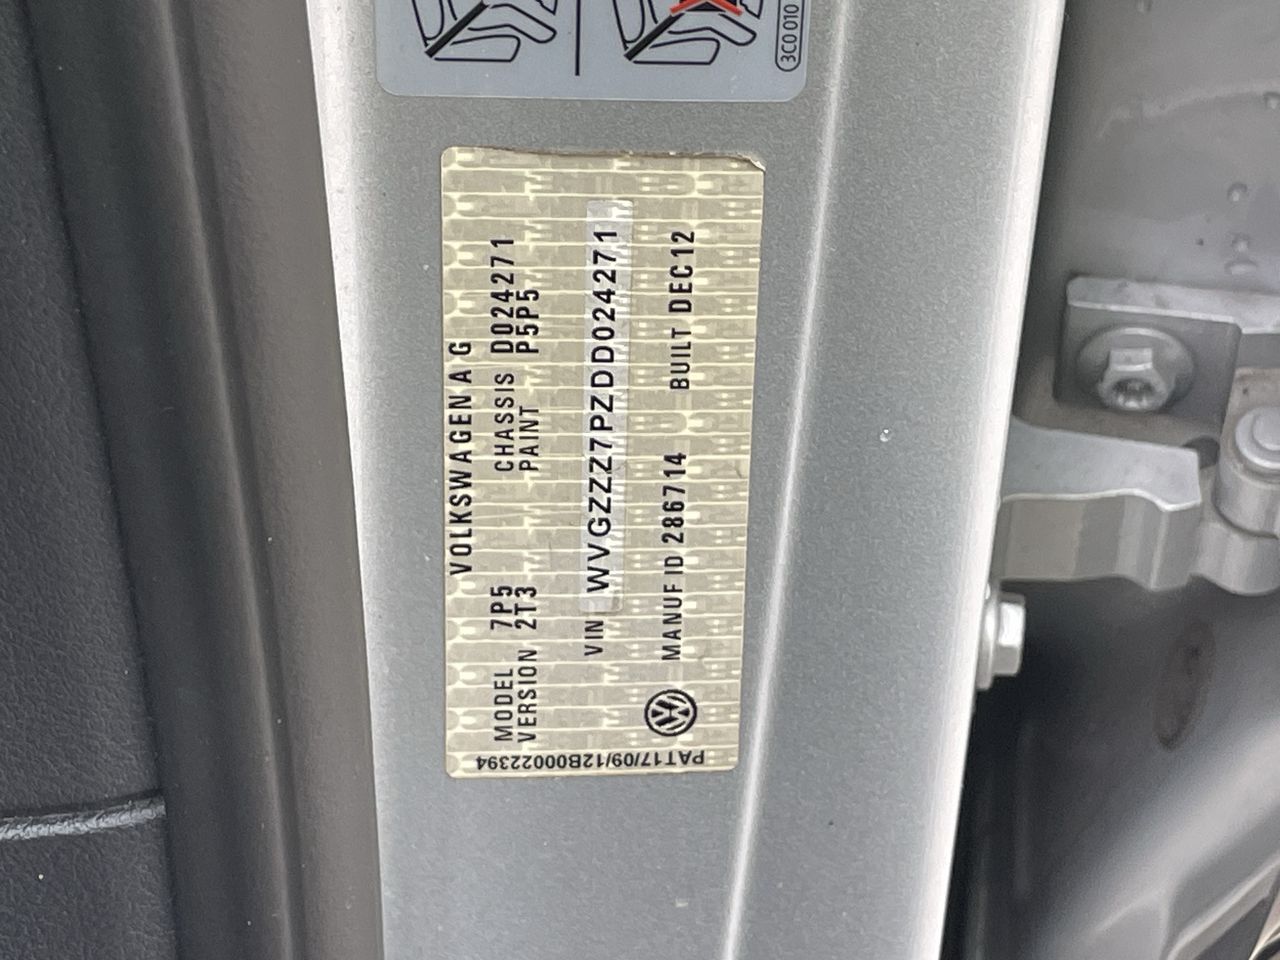 3C0 010
VOLKSWAGEN AG
MODEL 7P5 CHASSIS D024271
VERSION 2T3 PAINT P5P5
VIN WVGZZZ7PZDD024271
MANUF ID 286714 BUILT DEC12
PAT17/09/12B00022394